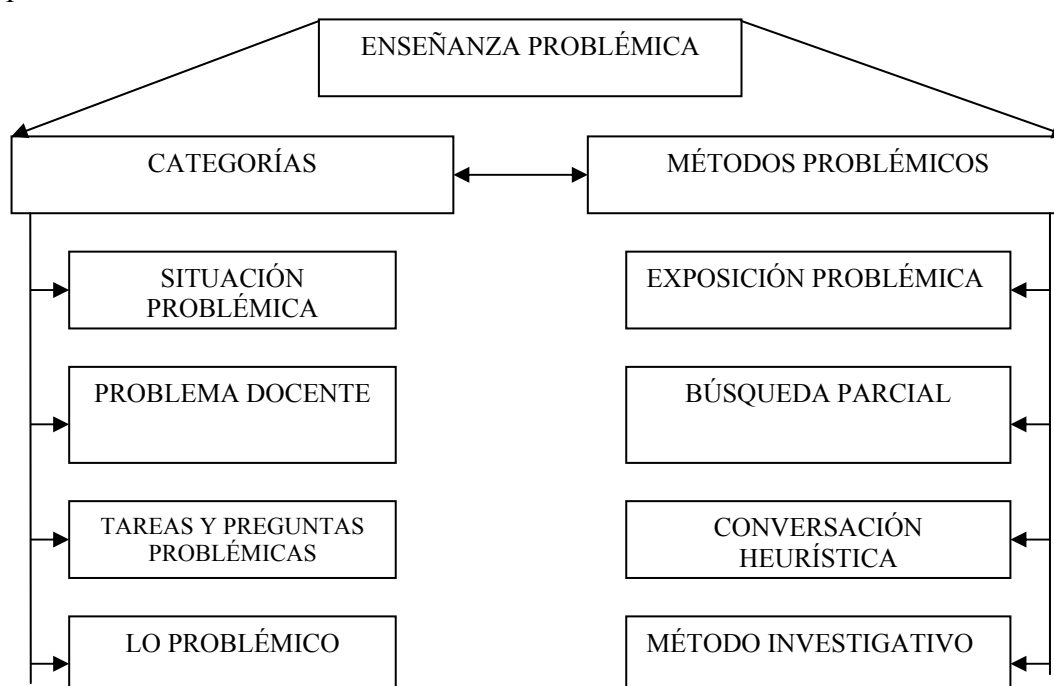 ENSEÑANZA PROBLÉMICA
CATEGORÍAS
MÉTODOS PROBLÉMICOS
SITUACIÓN
PROBLÉMICA
EXPOSICIÓN PROBLÉMICA
PROBLEMA DOCENTE
BÚSQUEDA PARCIAL
TAREAS Y PREGUNTAS
PROBLÉMICAS
CONVERSACIÓN
HEURÍSTICA
LO PROBLÉMICO
MÉTODO INVESTIGATIVO